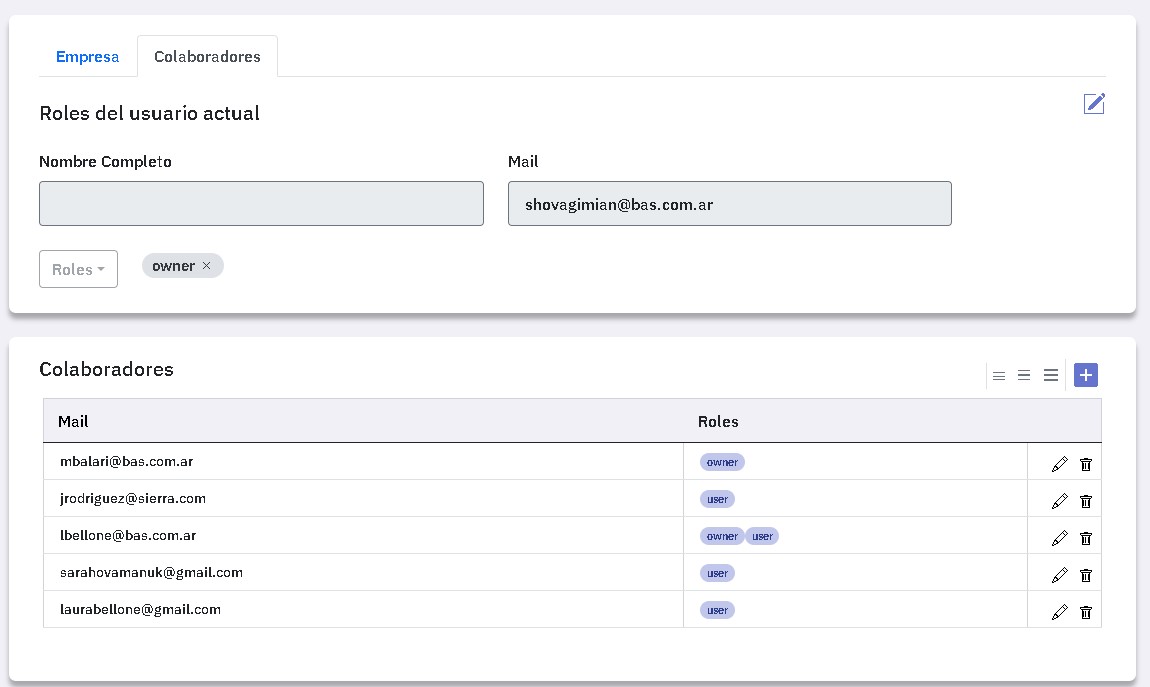 Empresa Colaboradores
Roles del usuario actual
Nombre Completo Mail
shovagimian@bas.com.ar
Roles owner ×
Colaboradores
Mail Roles
mbalari@bas.com.ar owner
jrodriguez@sierra.com user
lbellone@bas.com.ar owner user
sarahovamanuk@gmail.com user
laurabellone@gmail.com user